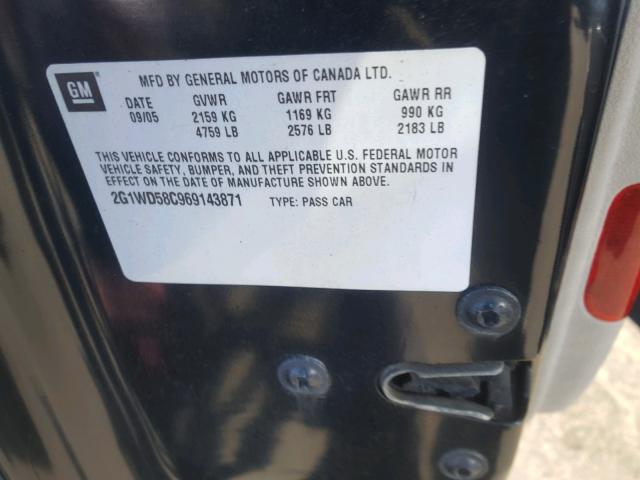 GM
MFD BY GENERAL MOTORS OF CANADA LTD.
DATE GVWR GAWR FRT GAWR RR
09/05 2159 KG 1169 KG 990 KG
4759 LB 2576 LB 2183 LB
THIS VEHICLE CONFORMS TO ALL APPLICABLE U.S. FEDERAL MOTOR
VEHICLE SAFETY, BUMPER, AND THEFT PREVENTION STANDARDS IN
EFFECT ON THE DATE OF MANUFACTURE SHOWN ABOVE.
2G1WD58C969143871 TYPE: PASS CAR